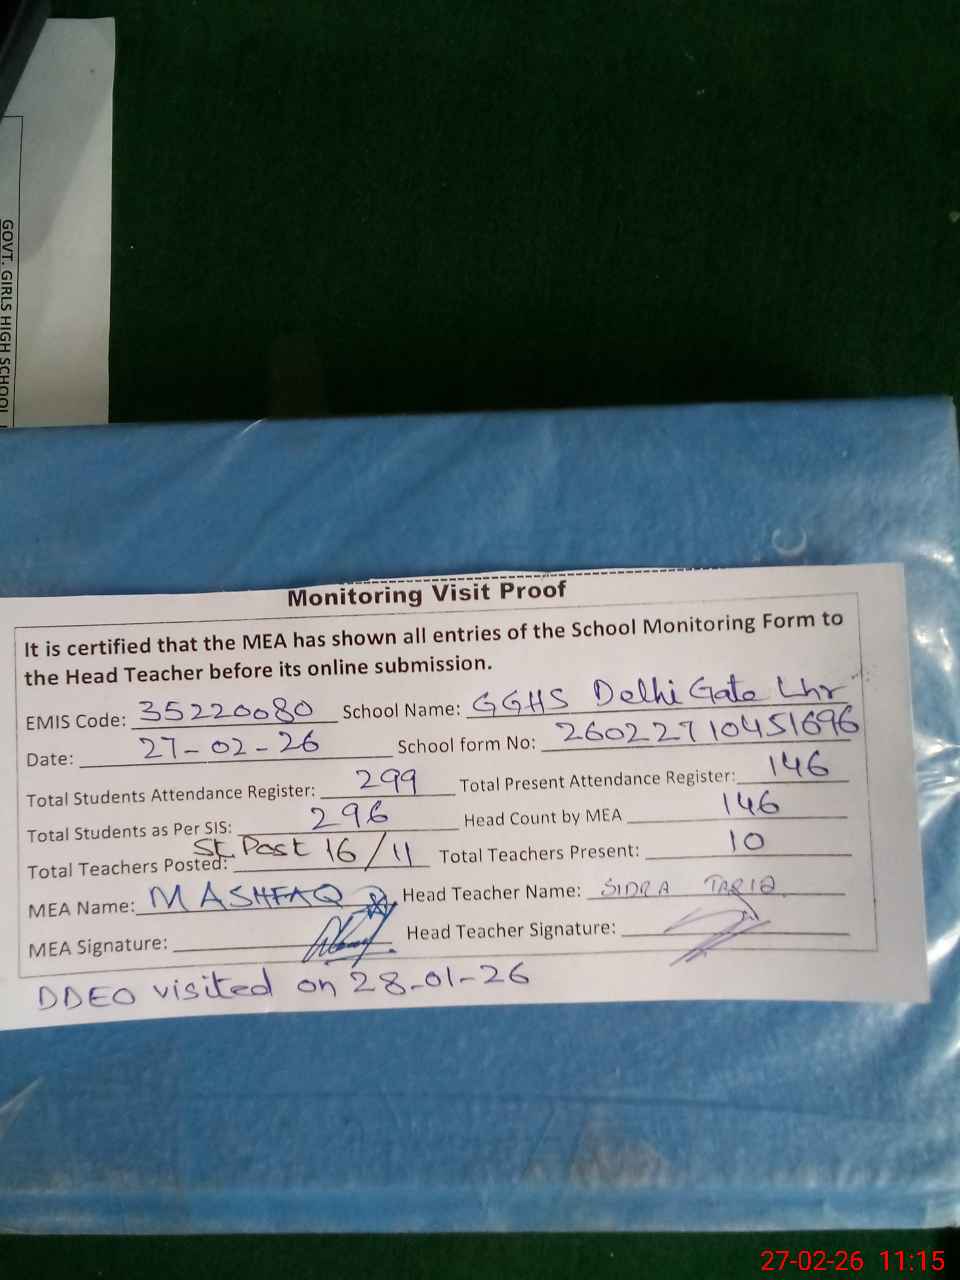 GOVT. GIRLS HIGH SCHOOL
Monitoring Visit Proof
It is certified that the MEA has shown all entries of the School Monitoring Form to
the Head Teacher before its online submission.
EMIS Code: 35220080 School Name: GGHS Delhi Gate Lhr
Date: 27-02-26 School form No: 26022710451696
Total Students Attendance Register: 299 Total Present Attendance Register: 146
Total Students as Per SIS: 296 Head Count by MEA 146
Total Teachers Posted: St. Post 16/11 Total Teachers Present: 10
MEA Name: M ASHFAQ Head Teacher Name: SIDRA TARIQ
MEA Signature: Head Teacher Signature:
DDEO visited on 28-01-26
27-02-26 11:15